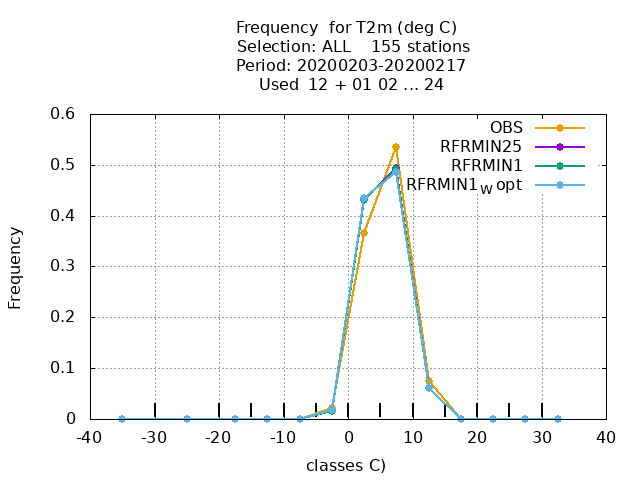 Frequency  for T2m (deg C)
Selection: ALL    155 stations
Period: 20200203-20200217
Used  12 + 01 02 ... 24
0.6
0.5
0.4
0.3
0.2
0.1
0
Frequency
OBS
RFRMIN25
RFRMIN1
RFRMIN1W opt
-40 -30 -20 -10 0 10 20 30 40
classes C)